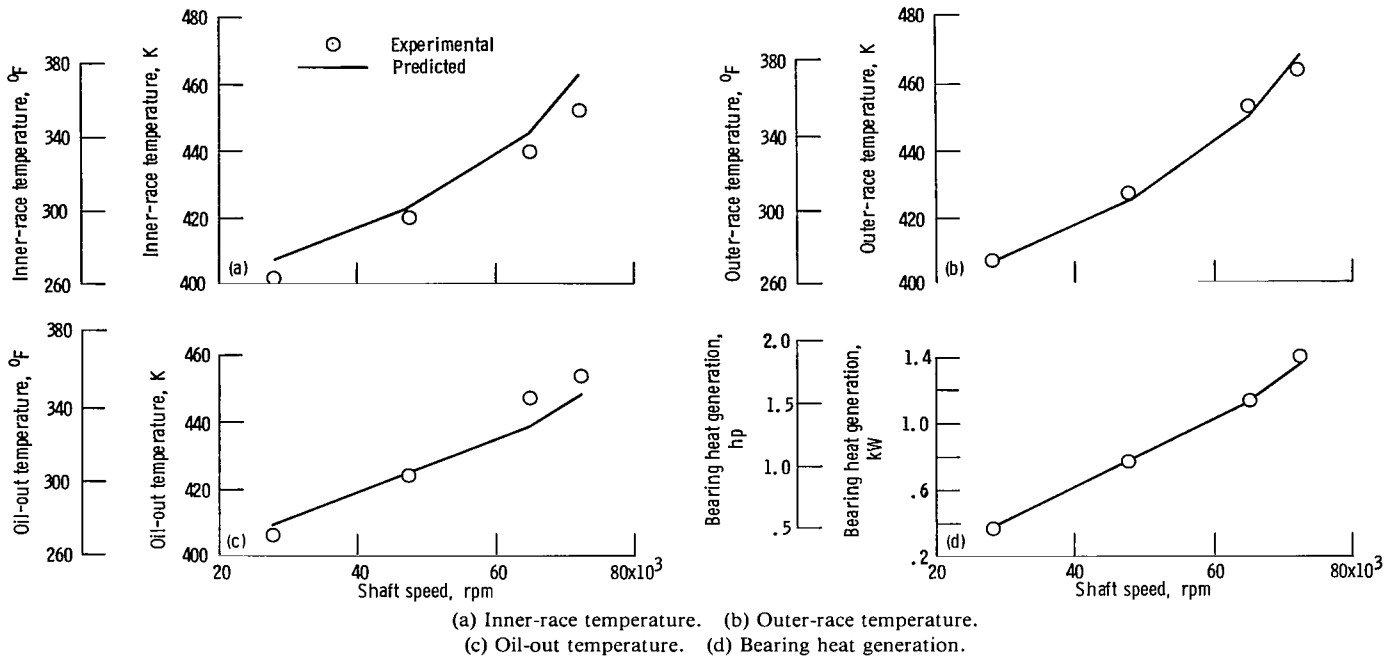 Experimental
Predicted
Inner-race temperature, ⁰F
380
340
300
260
Inner-race temperature, K
480
460
440
420
400
(a)
Outer-race temperature, ⁰F
380
340
300
260
Outer-race temperature, K
480
460
440
420
400
(b)
Oil-out temperature, ⁰F
380
340
300
260
Oil-out temperature, K
460
440
420
400
(c)
20
40
60
80x10³
Shaft speed, rpm
Bearing heat generation,
hp
2.0
1.5
1.0
.5
Bearing heat generation,
kW
1.4
1.0
.6
.2
(d)
20
40
60
80x10³
Shaft speed, rpm
(a) Inner-race temperature. (b) Outer-race temperature.
(c) Oil-out temperature. (d) Bearing heat generation.